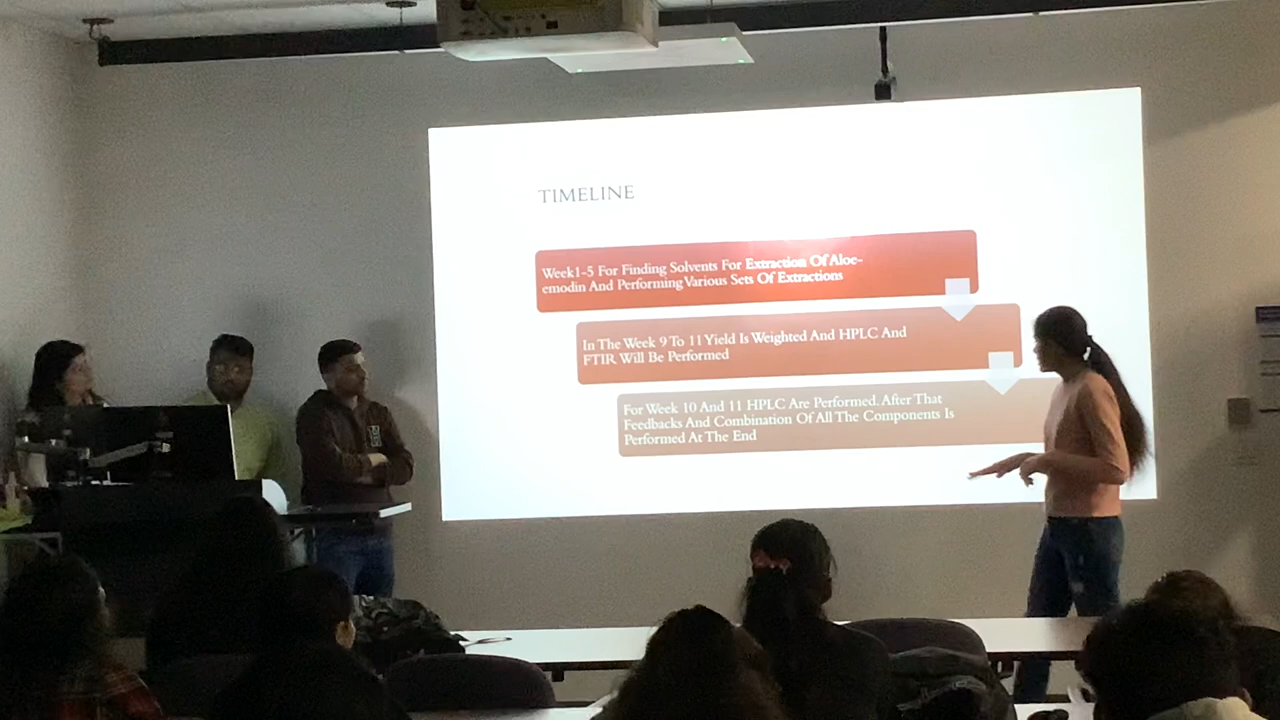 TIMELINE
Week1-5 For Finding Solvents For Extraction Of Aloe-
emodin And Performing Various Sets Of Extractions
In The Week 9 To 11 Yield Is Weighted And HPLC And
FTIR Will Be Performed
For Week 10 And 11 HPLC Are Performed. After That
Feedbacks And Combination Of All The Components Is
Performed At The End